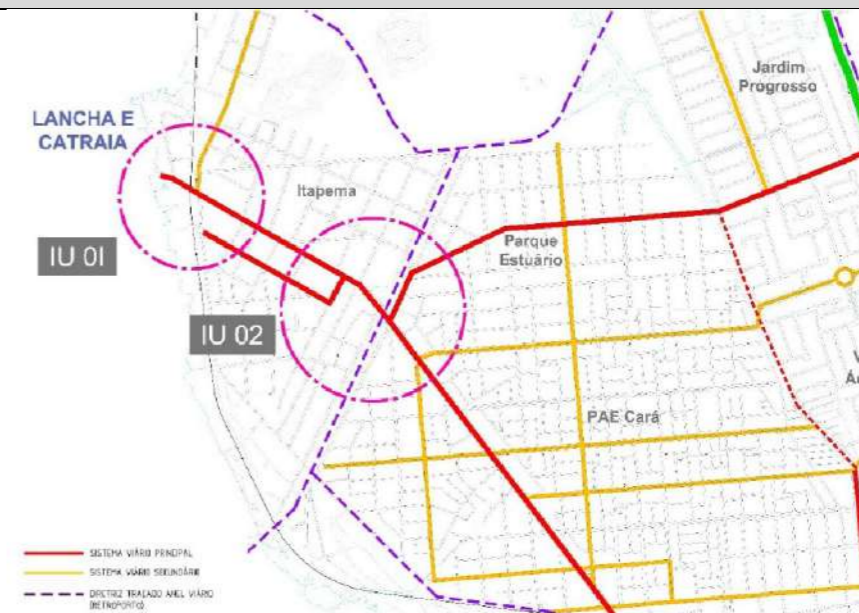 LANCHA E
CATRAIA
IU 01
Itapema
IU 02
Parque
Estuário
Jardim
Progresso
PAE Cará
SISTEMA VIÁRIO PRINCIPAL
SISTEMA VIÁRIO SECUNDÁRIO
DIRETRIZ TRAÇADO ANEL VIÁRIO
(RETROPORTO)